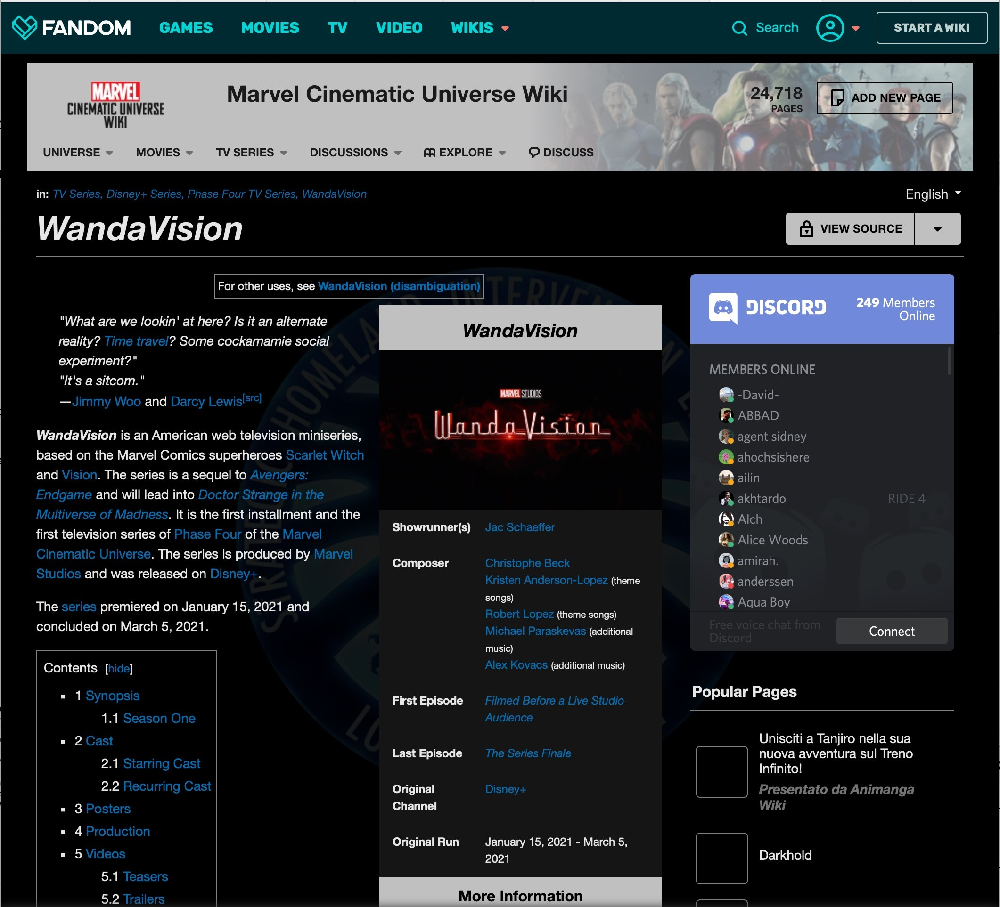 FANDOM
GAMES MOVIES TV VIDEO WIKIS
Search
START A WIKI
MARVEL
CINEMATIC UNIVERSE
WIKI
Marvel Cinematic Universe Wiki
24,718
PAGES
ADD NEW PAGE
UNIVERSE MOVIES TV SERIES DISCUSSIONS EXPLORE DISCUSS
in: TV Series, Disney+ Series, Phase Four TV Series, WandaVision
English
WandaVision
VIEW SOURCE
For other uses, see WandaVision (disambiguation)
"What are we lookin' at here? Is it an alternate
reality? Time travel? Some cockamamie social
experiment?"
"It's a sitcom."
—Jimmy Woo and Darcy Lewis[src]
WandaVision is an American web television miniseries,
based on the Marvel Comics superheroes Scarlet Witch
and Vision. The series is a sequel to Avengers:
Endgame and will lead into Doctor Strange in the
Multiverse of Madness. It is the first installment and the
first television series of Phase Four of the Marvel
Cinematic Universe. The series is produced by Marvel
Studios and was released on Disney+.
The series premiered on January 15, 2021 and
concluded on March 5, 2021.
Contents [hide]
1 Synopsis
1.1 Season One
2 Cast
2.1 Starring Cast
2.2 Recurring Cast
3 Posters
4 Production
5 Videos
5.1 Teasers
5.2 Trailers
WandaVision
MARVEL STUDIOS
WandaVision
Showrunner(s) Jac Schaeffer
Composer Christophe Beck
Kristen Anderson-Lopez (theme
songs)
Robert Lopez (theme songs)
Michael Paraskevas (additional
music)
Alex Kovacs (additional music)
First Episode Filmed Before a Live Studio
Audience
Last Episode The Series Finale
Original Disney+
Channel
Original Run January 15, 2021 - March 5,
2021
More Information
DISCORD
249 Members
Online
MEMBERS ONLINE
-David-
ABBAD
agent sidney
ahochsishere
ailin
akhtardo RIDE 4
Alch
Alice Woods
amirah.
anderssen
Aqua Boy
Free voice chat from
Discord
Connect
Popular Pages
Unisciti a Tanjiro nella sua
nuova avventura sul Treno
Infinito!
Presentato da Animanga
Wiki
Darkhold